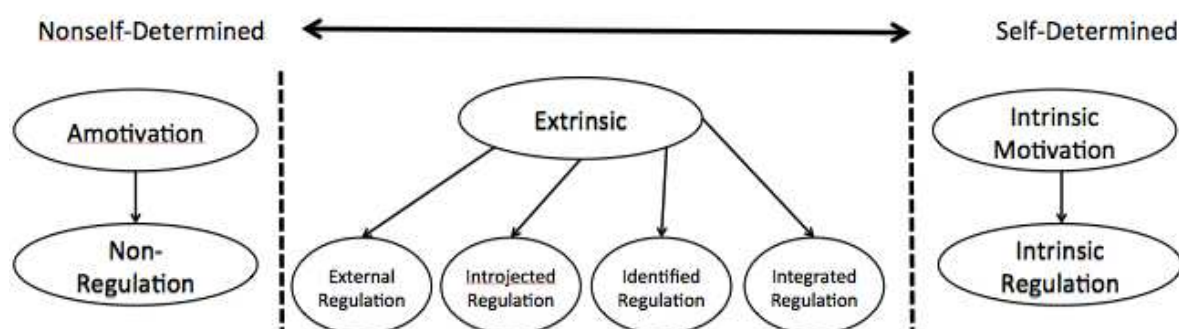 Nonself-Determined
Self-Determined
Amotivation
Extrinsic
Intrinsic
Motivation
Non-
Regulation
External
Regulation
Introjected
Regulation
Identified
Regulation
Integrated
Regulation
Intrinsic
Regulation